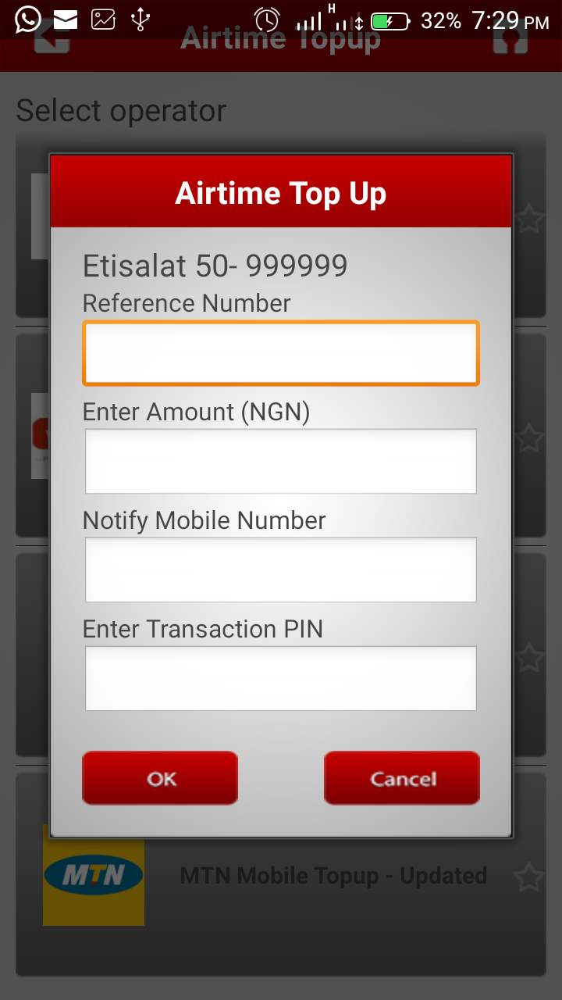 H
32% 7:29 PM
Airtime Topup
Select operator
Airtime Top Up
Etisalat 50- 999999
Reference Number
Enter Amount (NGN)
Notify Mobile Number
Enter Transaction PIN
OK Cancel
MTN MTN Mobile Topup - Updated